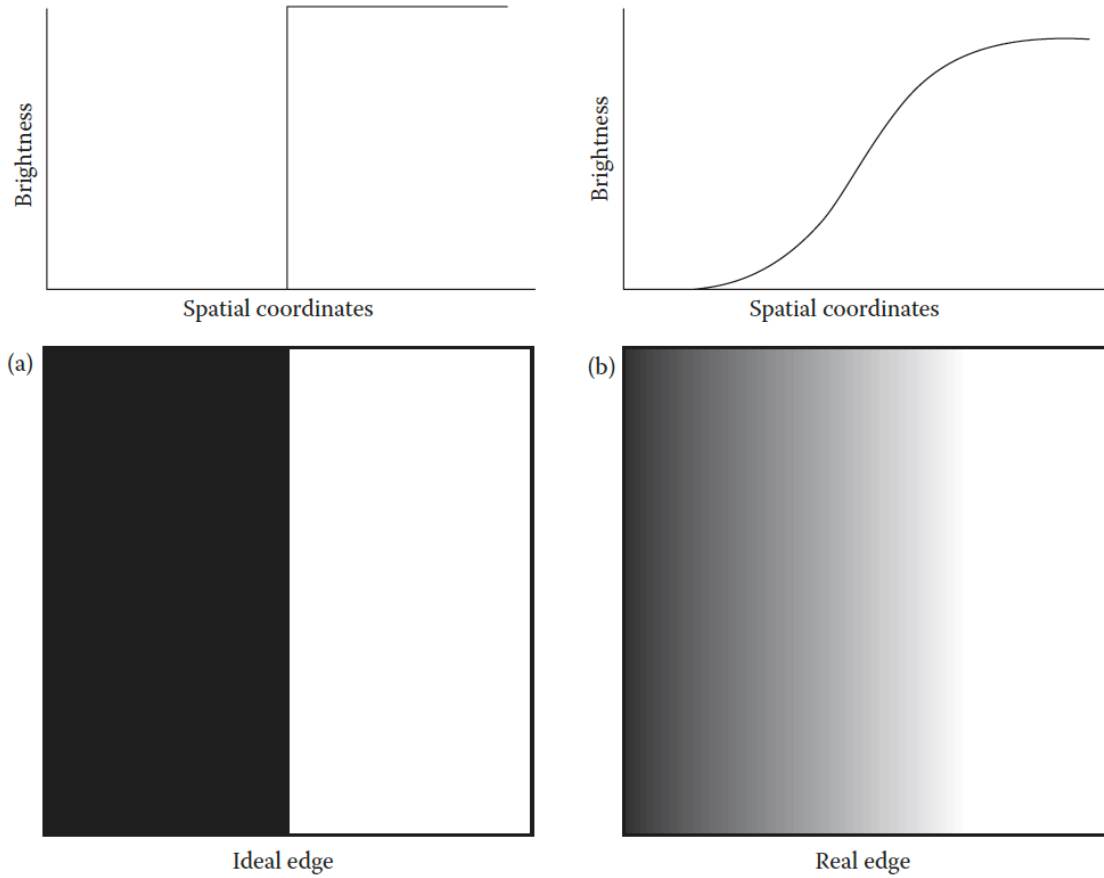 Brightness
Spatial coordinates
Brightness
Spatial coordinates
(a)
(b)
Ideal edge
Real edge